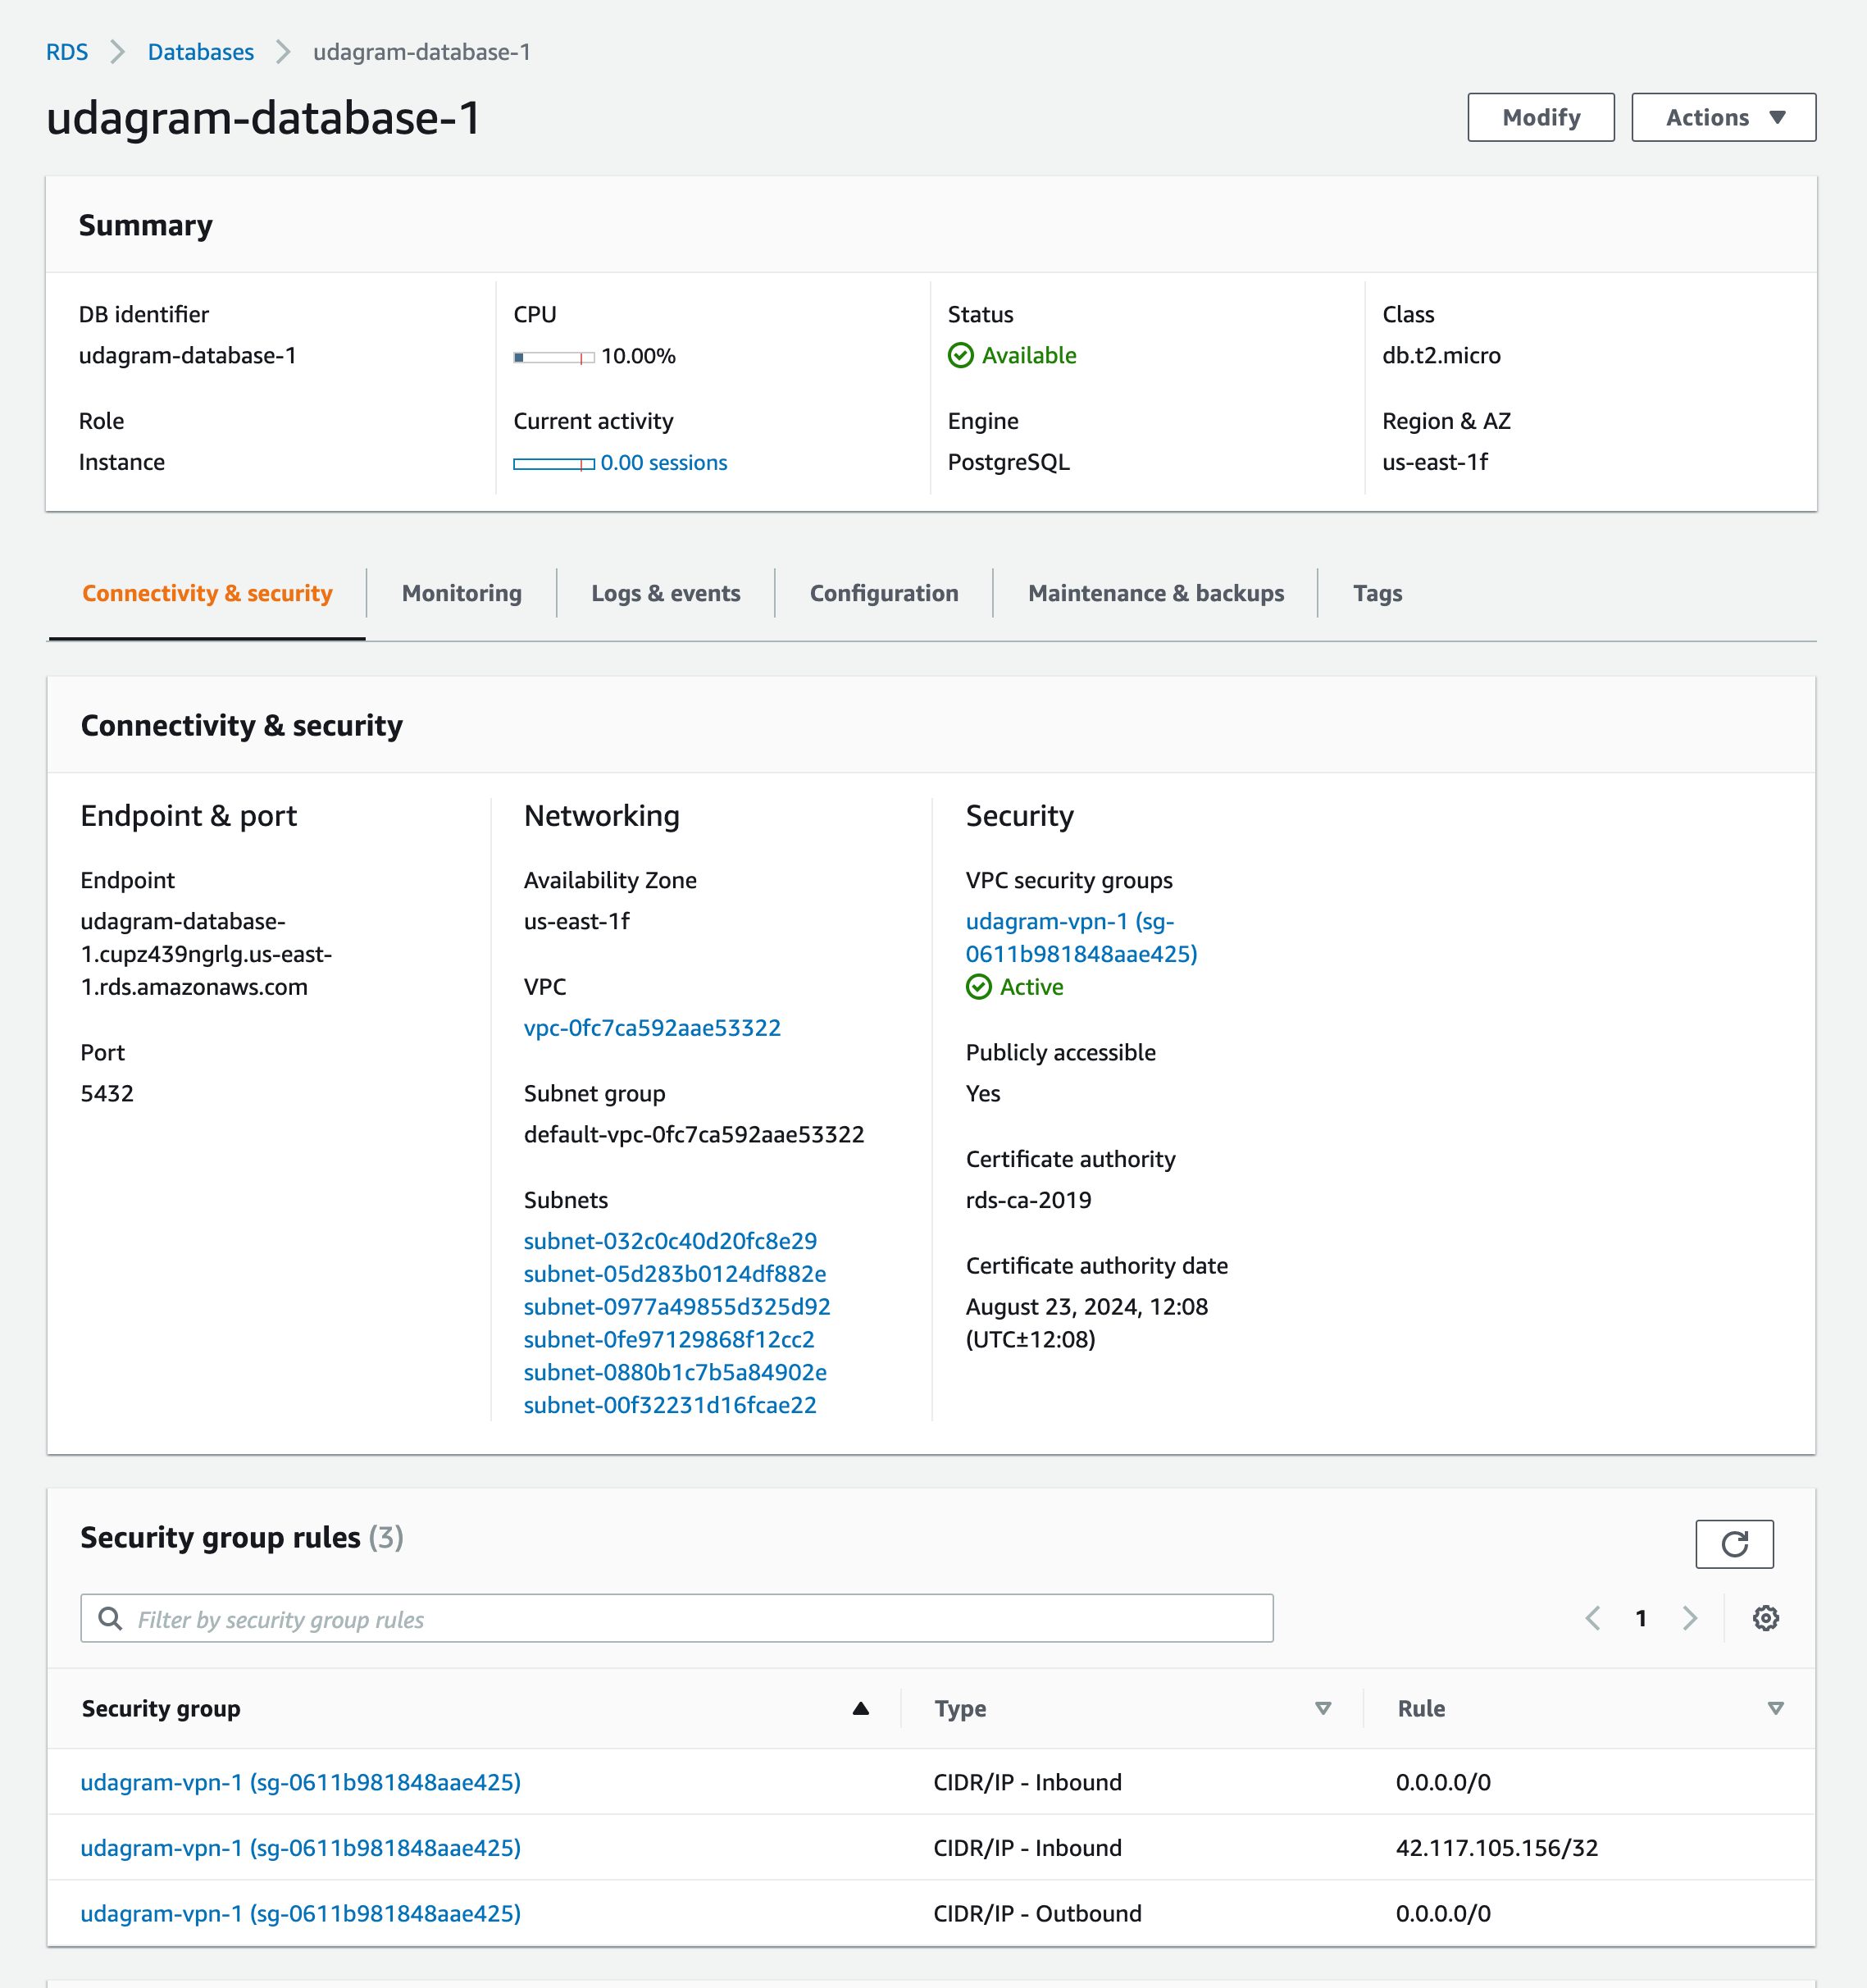 RDS > Databases > udagram-database-1
udagram-database-1
Modify
Actions
Summary
DB identifier
udagram-database-1
CPU
10.00%
Status
Available
Class
db.t2.micro
Role
Instance
Current activity
0.00 sessions
Engine
PostgreSQL
Region & AZ
us-east-1f
Connectivity & security
Monitoring
Logs & events
Configuration
Maintenance & backups
Tags
Connectivity & security
Endpoint & port
Endpoint
udagram-database-
1.cupz439ngrlg.us-east-
1.rds.amazonaws.com
Port
5432
Networking
Availability Zone
us-east-1f
VPC
vpc-0fc7ca592aae53322
Subnet group
default-vpc-0fc7ca592aae53322
Subnets
subnet-032c0c40d20fc8e29
subnet-05d283b0124df882e
subnet-0977a49855d325d92
subnet-0fe97129868f12cc2
subnet-0880b1c7b5a84902e
subnet-00f32231d16fcae22
Security
VPC security groups
udagram-vpn-1 (sg-
0611b981848aae425)
Active
Publicly accessible
Yes
Certificate authority
rds-ca-2019
Certificate authority date
August 23, 2024, 12:08
(UTC±12:08)
Security group rules (3)
Filter by security group rules
1
Security group
Type
Rule
udagram-vpn-1 (sg-0611b981848aae425)
CIDR/IP - Inbound
0.0.0.0/0
udagram-vpn-1 (sg-0611b981848aae425)
CIDR/IP - Inbound
42.117.105.156/32
udagram-vpn-1 (sg-0611b981848aae425)
CIDR/IP - Outbound
0.0.0.0/0